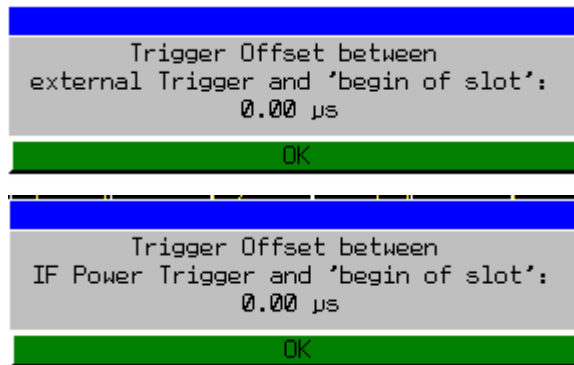 Trigger Offset between
external Trigger and 'begin of slot':
0.00 µs
OK
Trigger Offset between
IF Power Trigger and 'begin of slot':
0.00 µs
OK